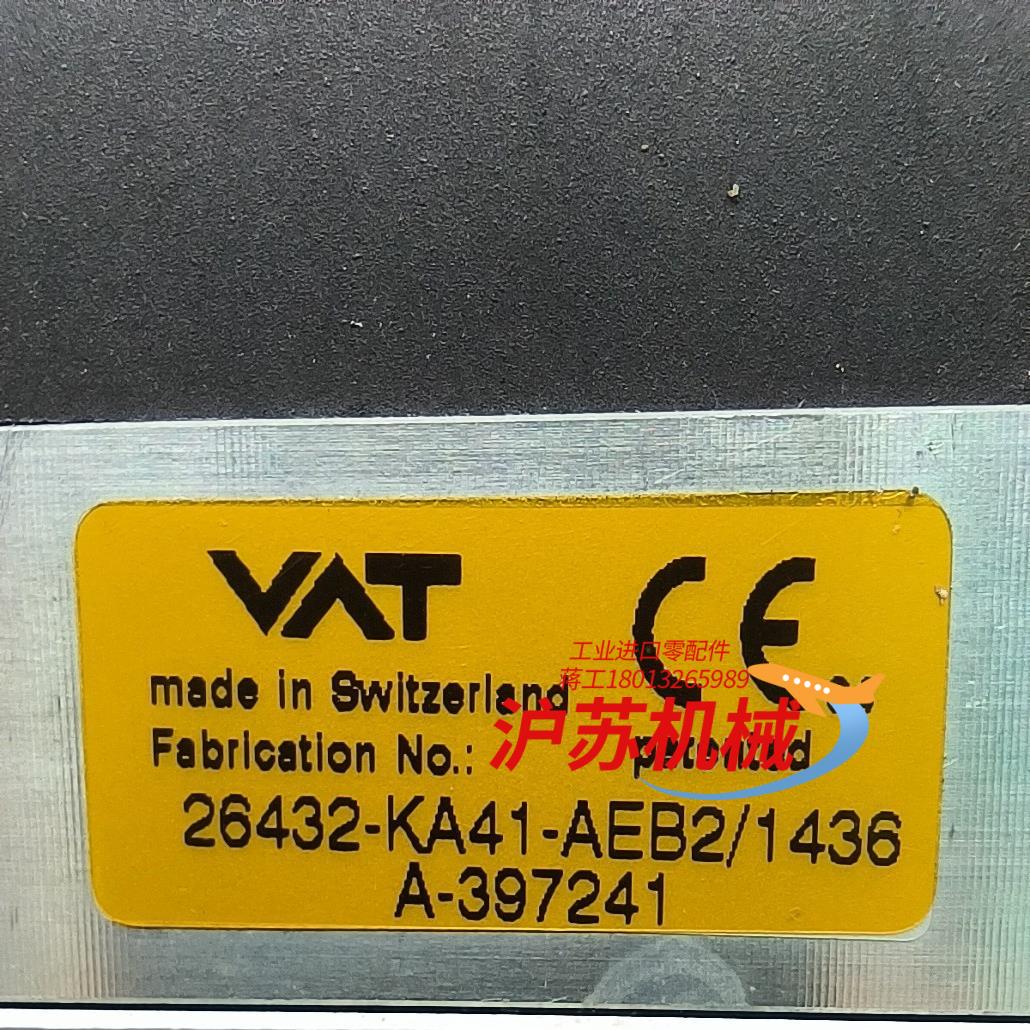 VAT CE
工业进口零配件
蒋工18013265989
made in Switzerland
沪苏机械
Fabrication No.: patented
26432-KA41-AEB2/1436
A-397241